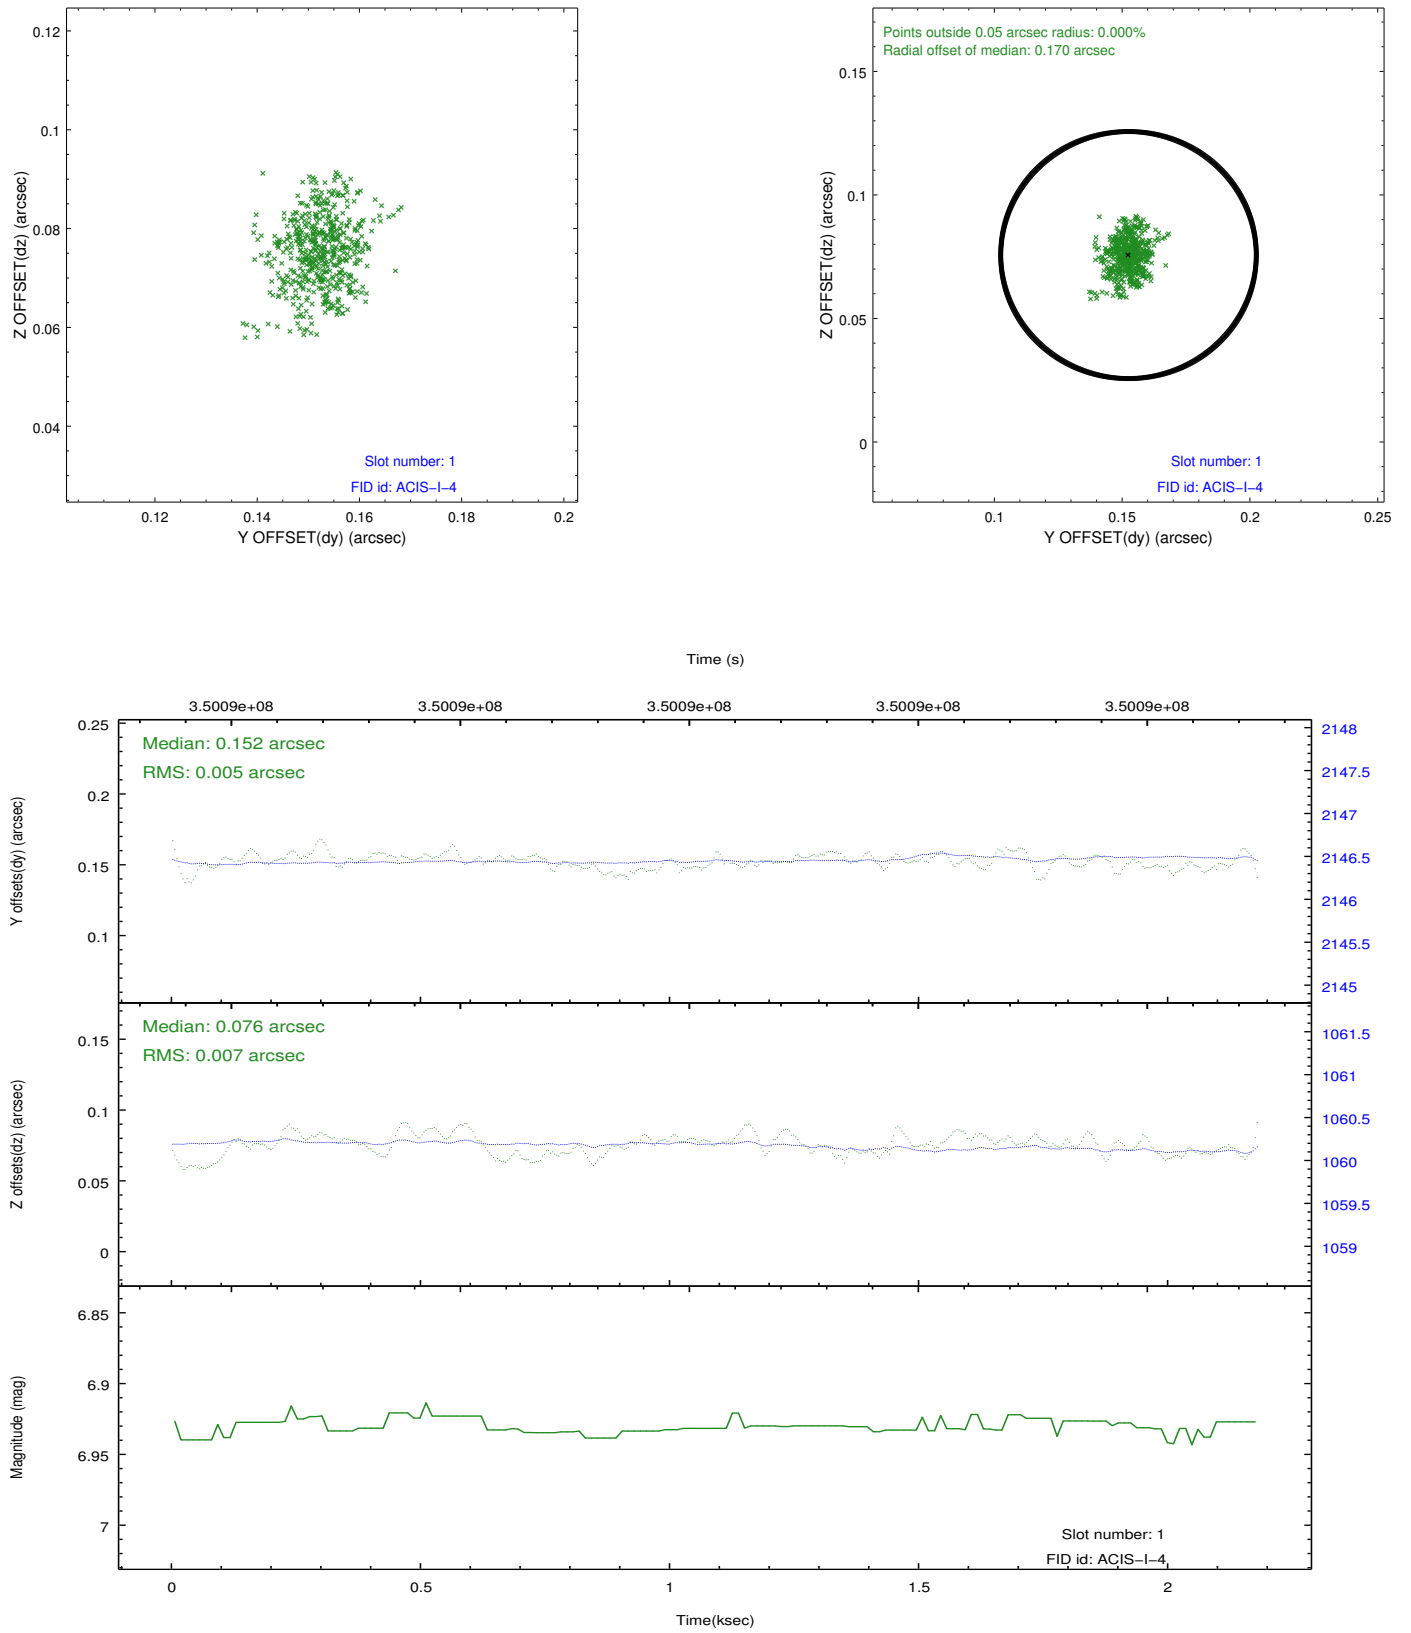 0.12
0.1
0.08
0.06
0.04
Z OFFSET(dz) (arcsec)
Slot number: 1
FID id: ACIS-I-4
0.12 0.14 0.16 0.18 0.2
Y OFFSET(dy) (arcsec)
Points outside 0.05 arcsec radius: 0.000%
Radial offset of median: 0.170 arcsec
0.15
0.1
0.05
0
Z OFFSET(dz) (arcsec)
Slot number: 1
FID id: ACIS-I-4
0.1 0.15 0.2 0.25
Y OFFSET(dy) (arcsec)
Time (s)
3.5009e+08 3.5009e+08 3.5009e+08 3.5009e+08 3.5009e+08
Median: 0.152 arcsec
RMS: 0.005 arcsec
0.25
0.2
0.15
0.1
Y offsets(dy) (arcsec)
2148
2147.5
2147
2146.5
2146
2145.5
2145
Median: 0.076 arcsec
RMS: 0.007 arcsec
0.15
0.1
0.05
0
Z offsets(dz) (arcsec)
1061.5
1061
1060.5
1060
1059.5
1059
6.85
6.9
6.95
7
Magnitude (mag)
Slot number: 1
FID id: ACIS-I-4
0 0.5 1 1.5 2
Time(ksec)